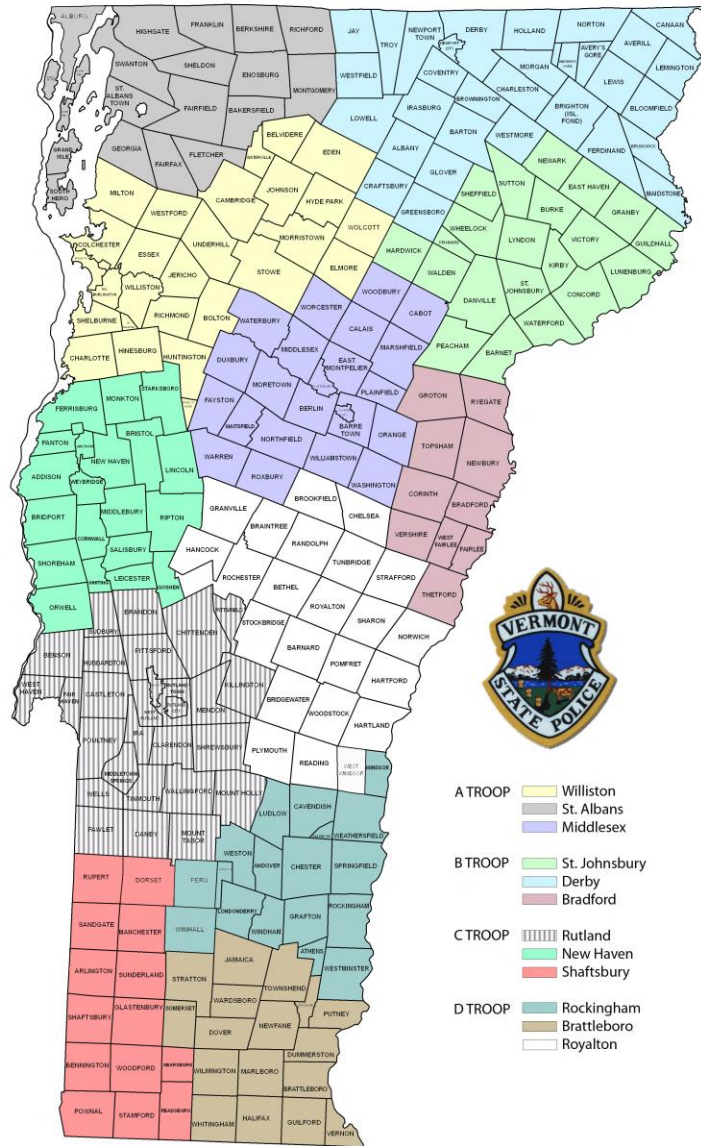 ALBURG
HIGHGATE
FRANKLIN
BERKSHIRE
RICHFORD
JAY
TROY
NEWPORT
TOWN
DERBY
HOLLAND
NORTON
CANAAN
AVERY'S
GORE
AVERILL
LEMINGTON
SWANTON
SHELDON
ENOSBURG
MONTGOMERY
WESTFIELD
COVENTRY
MORGAN
CHARLESTON
LEWIS
BLOOMFIELD
ST.
ALBANS
TOWN
FAIRFIELD
BAKERSFIELD
LOWELL
IRASBURG
BROWNINGTON
BRIGHTON
(ISL.
POND)
GEORGIA
FAIRFAX
FLETCHER
BELVIDERE
WATERVILLE
EDEN
ALBANY
BARTON
WESTMORE
FERDINAND
BRUNSWICK
MAIDSTONE
GRAND
ISLE
SOUTH
HERO
MILTON
WESTFORD
CAMBRIDGE
JOHNSON
HYDE PARK
CRAFTSBURY
GLOVER
GREENSBORO
SHEFFIELD
SUTTON
NEWARK
EAST HAVEN
GRANBY
GUILDHALL
COLCHESTER
ESSEX
UNDERHILL
JERICHO
MORRISTOWN
WOLCOTT
ELMORE
STOWE
HARDWICK
WHEELOCK
BURKE
VICTORY
LYNDON
KIRBY
LUNENBURG
WALDEN
DANVILLE
ST.
JOHNSBURY
CONCORD
WATERFORD
WILLISTON
SHELBURNE
RICHMOND
BOLTON
WATERBURY
WORCESTER
WOODBURY
CABOT
CALAIS
MARSHFIELD
PEACHAM
BARNET
CHARLOTTE
HINESBURG
HUNTINGTON
DUXBURY
MIDDLESEX
EAST
MONTPELIER
PLAINFIELD
GROTON
RYEGATE
FERRISBURG
MONKTON
STARKSBORO
FAYSTON
MORETOWN
BERLIN
BARRE
TOWN
ORANGE
TOPSHAM
NEWBURY
PANTON
NEW HAVEN
BRISTOL
WAITSFIELD
NORTHFIELD
WILLIAMSTOWN
WASHINGTON
ADDISON
WEYBRIDGE
LINCOLN
WARREN
ROXBURY
CORINTH
BRADFORD
BRIDPORT
MIDDLEBURY
RIPTON
GRANVILLE
BROOKFIELD
CHELSEA
VERSHIRE
WEST
FAIRLEE
FAIRLEE
CORNWALL
SALISBURY
HANCOCK
BRAINTREE
RANDOLPH
TUNBRIDGE
STRAFFORD
THETFORD
SHOREHAM
WHITING
LEICESTER
GOSHEN
ROCHESTER
BETHEL
ROYALTON
SHARON
NORWICH
ORWELL
SUDBURY
BRANDON
CHITTENDEN
PITTSFIELD
STOCKBRIDGE
BARNARD
POMFRET
HARTFORD
BENSON
HUBBARDTON
PITTSFORD
KILLINGTON
BRIDGEWATER
WOODSTOCK
HARTLAND
WEST
HAVEN
FAIR
HAVEN
CASTLETON
RUTLAND
TOWN
MENDON
POULTNEY
IRA
CLARENDON
SHREWSBURY
PLYMOUTH
READING
WEST
WINDSOR
WINDSOR
WELLS
MIDDLETOWN
SPRINGS
TINMOUTH
WALLINGFORD
MOUNT HOLLY
LUDLOW
CAVENDISH
WEATHERSFIELD
PAWLET
DANBY
MOUNT
TABOR
WESTON
ANDOVER
CHESTER
SPRINGFIELD
RUPERT
DORSET
PERU
LONDONDERRY
WINDHAM
GRAFTON
ROCKINGHAM
SANDGATE
MANCHESTER
WINHALL
JAMAICA
ATHENS
WESTMINSTER
ARLINGTON
SUNDERLAND
STRATTON
WARDSBORO
TOWNSHEND
SHAFTSBURY
GLASTENBURY
SOMERSET
DOVER
NEWFANE
PUTNEY
BENNINGTON
WOODFORD
SEARSBURG
WILMINGTON
MARLBORO
DUMMERSTON
BRATTLEBORO
POWNAL
STAMFORD
READSBORO
WHITINGHAM
HALIFAX
GUILFORD
VERNON
VERMONT
STATE POLICE
A TROOP Williston
St. Albans
Middlesex
B TROOP St. Johnsbury
Derby
Bradford
C TROOP Rutland
New Haven
Shaftsbury
D TROOP Rockingham
Brattleboro
Royalton